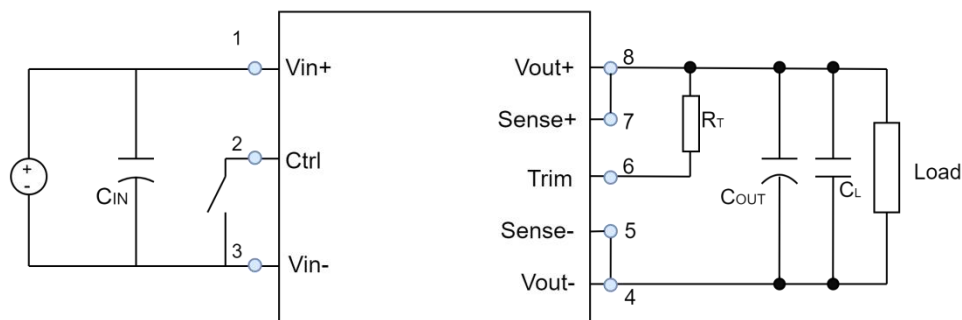 1
Vin+
Vout+
8
+
-
CIN
2
Ctrl
Sense+
7
RT
Trim
6
COUT
CL
Load
Sense-
5
3
Vin-
Vout-
4